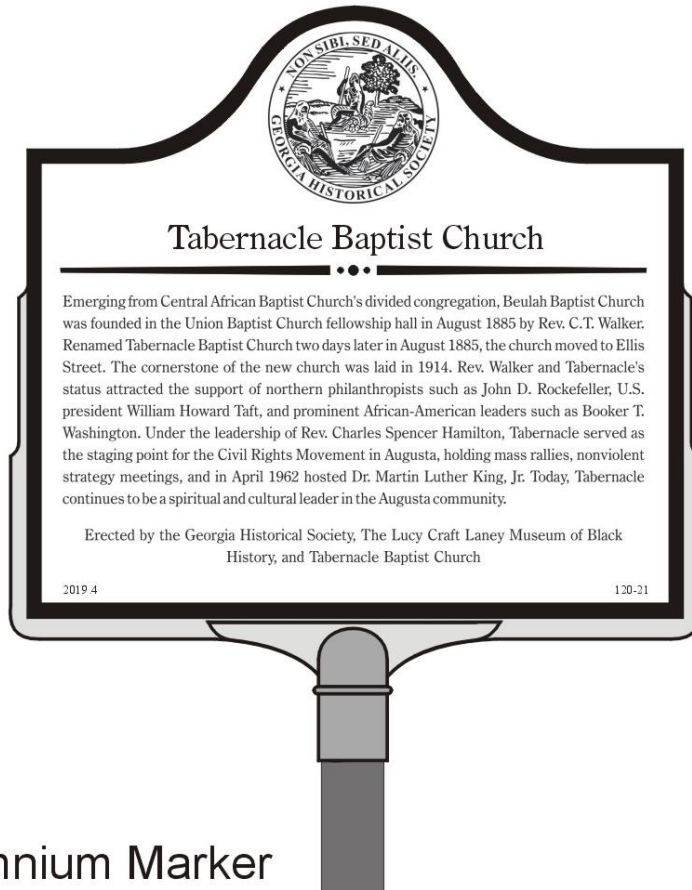 NON SIBI, SED ALIIS.
GEORGIA HISTORICAL SOCIETY
Tabernacle Baptist Church
Emerging from Central African Baptist Church's divided congregation, Beulah Baptist Church
was founded in the Union Baptist Church fellowship hall in August 1885 by Rev. C.T. Walker.
Renamed Tabernacle Baptist Church two days later in August 1885, the church moved to Ellis
Street. The cornerstone of the new church was laid in 1914. Rev. Walker and Tabernacle's
status attracted the support of northern philanthropists such as John D. Rockefeller, U.S.
president William Howard Taft, and prominent African-American leaders such as Booker T.
Washington. Under the leadership of Rev. Charles Spencer Hamilton, Tabernacle served as
the staging point for the Civil Rights Movement in Augusta, holding mass rallies, nonviolent
strategy meetings, and in April 1962 hosted Dr. Martin Luther King, Jr. Today, Tabernacle
continues to be a spiritual and cultural leader in the Augusta community.
Erected by the Georgia Historical Society, The Lucy Craft Laney Museum of Black
History, and Tabernacle Baptist Church
2019.4 120-21
Marker